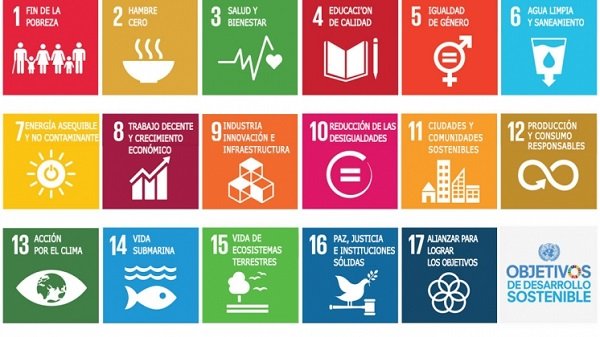 1 FIN DE LA
POBREZA
2 HAMBRE
CERO
3 SALUD Y
BIENESTAR
4 EDUCACI'ON
DE CALIDAD
5 IGUALDAD
DE GÉNERO
6 AGUA LIMPIA
Y SANEAMIENTO
7 ENERGÍA ASEQUIBLE
Y NO CONTAMINANTE
8 TRABAJO DECENTE
Y CRECIMIENTO
ECONÓMICO
9 INDUSTRIA
INNOVACIÓN E
INFRAESTRUCTURA
10 REDUCCIÓN DE LAS
DESIGUALDADES
11 CIUDADES Y
COMUNIDADES
SOSTENIBLES
12 PRODUCCIÓN
Y CONSUMO
RESPONSABLES
13 ACCIÓN
POR EL CLIMA
14 VIDA
SUBMARINA
15 VIDA DE
ECOSISTEMAS
TERRESTRES
16 PAZ, JUSTICIA
E INSTITUCIONES
SÓLIDAS
17 ALIANZAR PARA
LOGRAR
LOS OBJETIVOS
OBJETIVOS
DE DESARROLLO
SOSTENIBLE